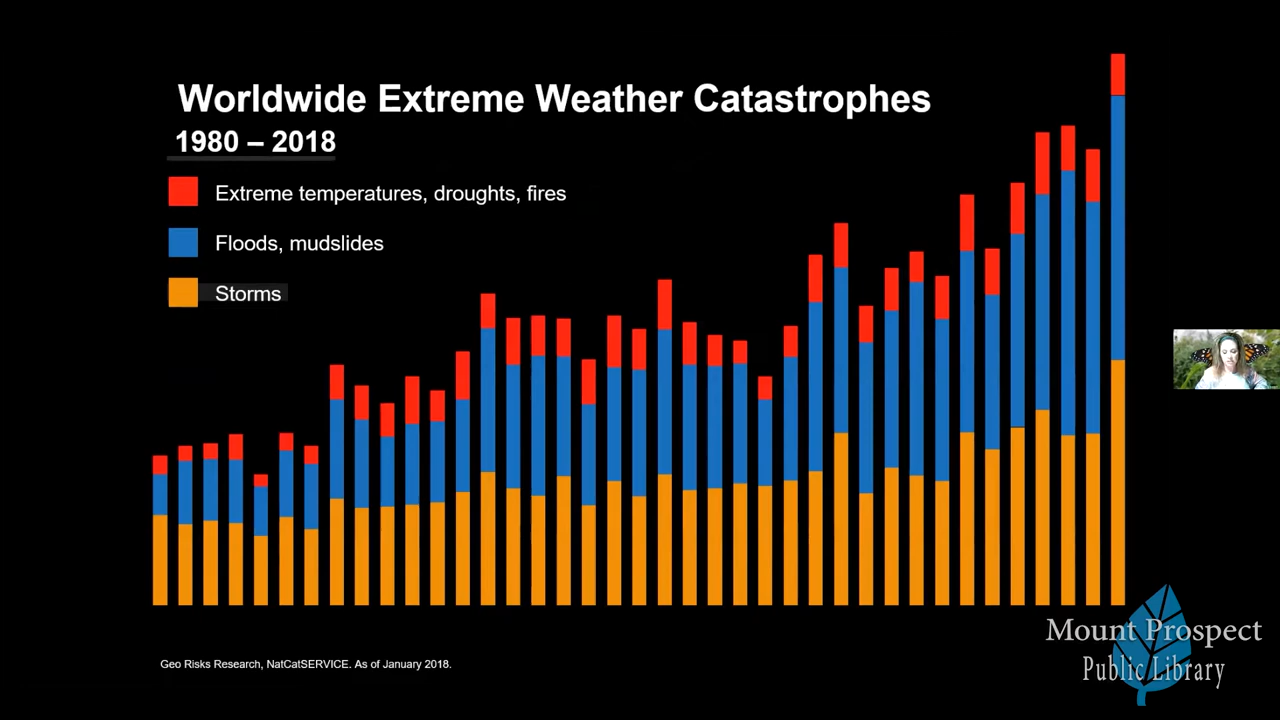 Worldwide Extreme Weather Catastrophes
1980 – 2018
Extreme temperatures, droughts, fires
Floods, mudslides
Storms
Geo Risks Research, NatCatSERVICE. As of January 2018.
Mount Prospect
Public Library